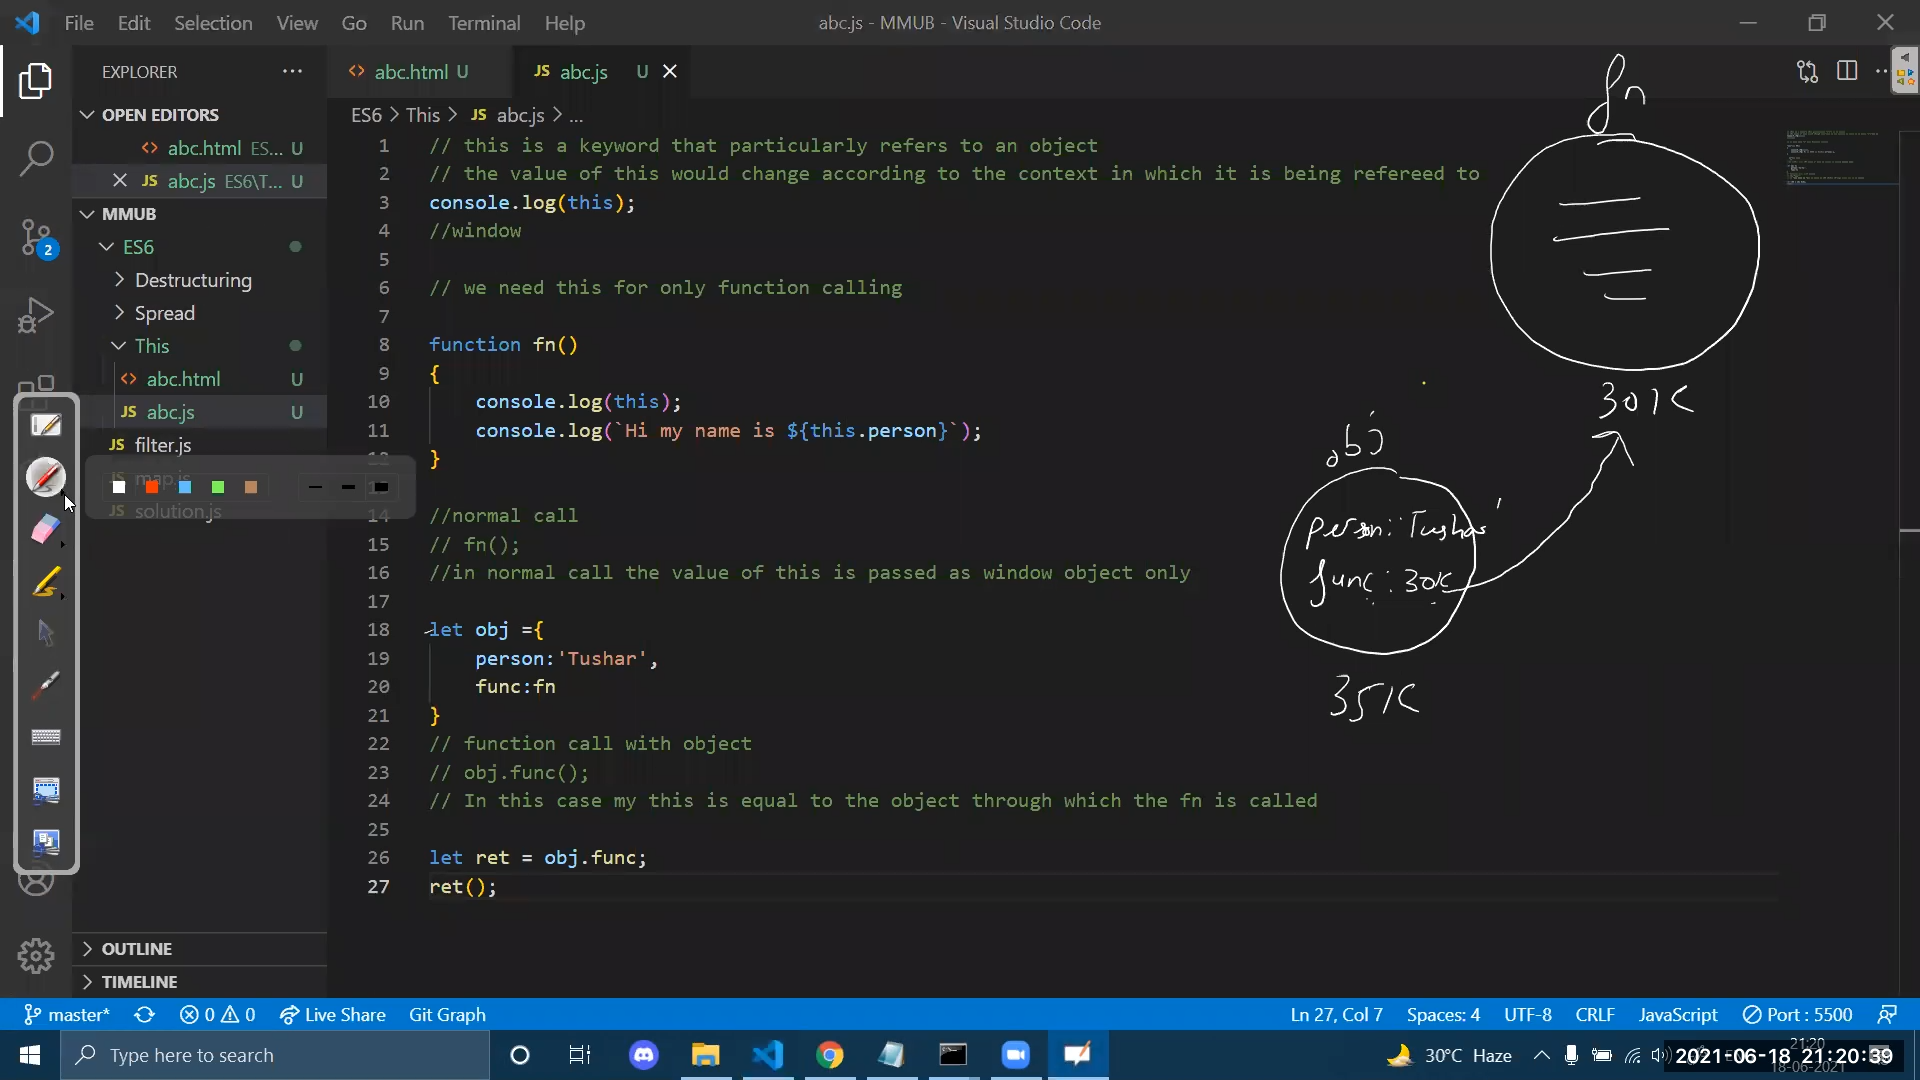 File Edit Selection View Go Run Terminal Help
abc.js - MMUB - Visual Studio Code
EXPLORER
OPEN EDITORS
abc.html ES... U
abc.js ES6\T... U
MMUB
ES6
Destructuring
Spread
This
abc.html U
abc.js U
filter.js
map.js
solution.js
OUTLINE
TIMELINE
2
abc.html U
abc.js U
ES6 > This > JS abc.js > ...
1 // this is a keyword that particularly refers to an object
2 // the value of this would change according to the context in which it is being refereed to
3 console.log(this);
4 //window
5
6 // we need this for only function calling
7
8 function fn()
9 {
10 console.log(this);
11 console.log(`Hi my name is ${this.person}`);
12 }
13
14 //normal call
15 // fn();
16 //in normal call the value of this is passed as window object only
17
18 let obj ={
19 person:'Tushar',
20 func:fn
21 }
22 // function call with object
23 // obj.func();
24 // In this case my this is equal to the object through which the fn is called
25
26 let ret = obj.func;
27 ret();
fn
30K
obj
person: 'Tushar'
func: 30K
35K
master* 0 0 Live Share Git Graph
Ln 27, Col 7 Spaces: 4 UTF-8 CRLF JavaScript Port : 5500
Type here to search
30°C Haze
21:20
18-06-2021
2021-06-18 21:20:39